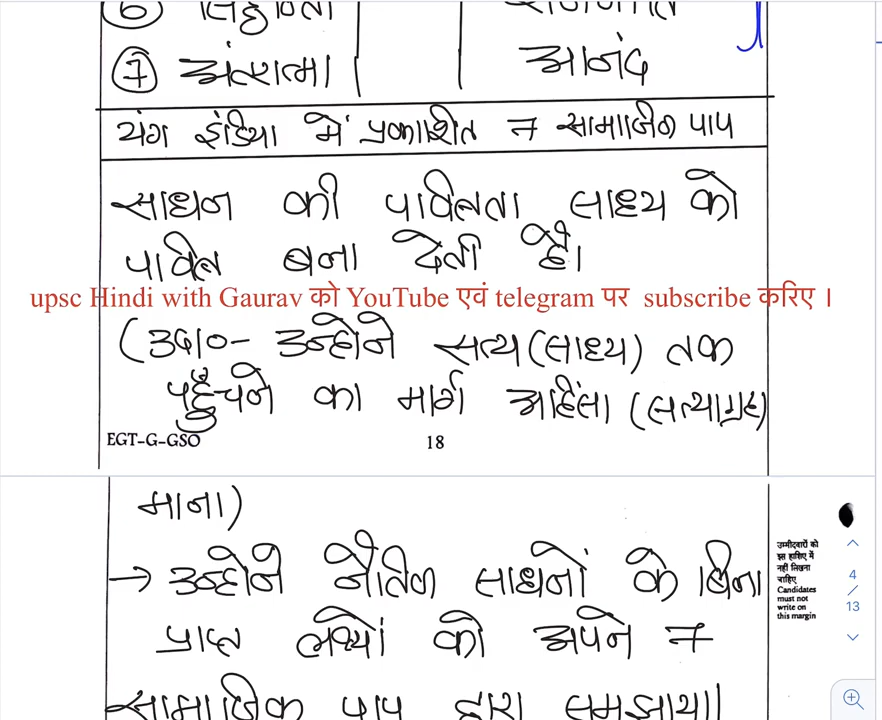 ⑥ सिद्धांतों राजनीति
⑦ अंतरात्मा आनंद
यंग इंडिया में प्रकाशित 7 सामाजिक पाप
साधन की पवित्रता साध्य को
पवित्र बना देती है।
upsc Hindi with Gaurav को YouTube एवं telegram पर subscribe करिए ।
(उदा०- उन्होंने सत्य (साध्य) तक
पहुँचने का मार्ग अहिंसा (सत्याग्रह)
EGT-G-GSO 18
माना)
उम्मीदवारों को
इस हाशिए में
नहीं लिखना
चाहिए
Candidates
must not
write on
this margin
4
/
13
→ उन्होंने नैतिक साधनों के बिना
प्राप्त लक्ष्यों को अपने 7
सामाजिक पाप द्वारा समझाया।